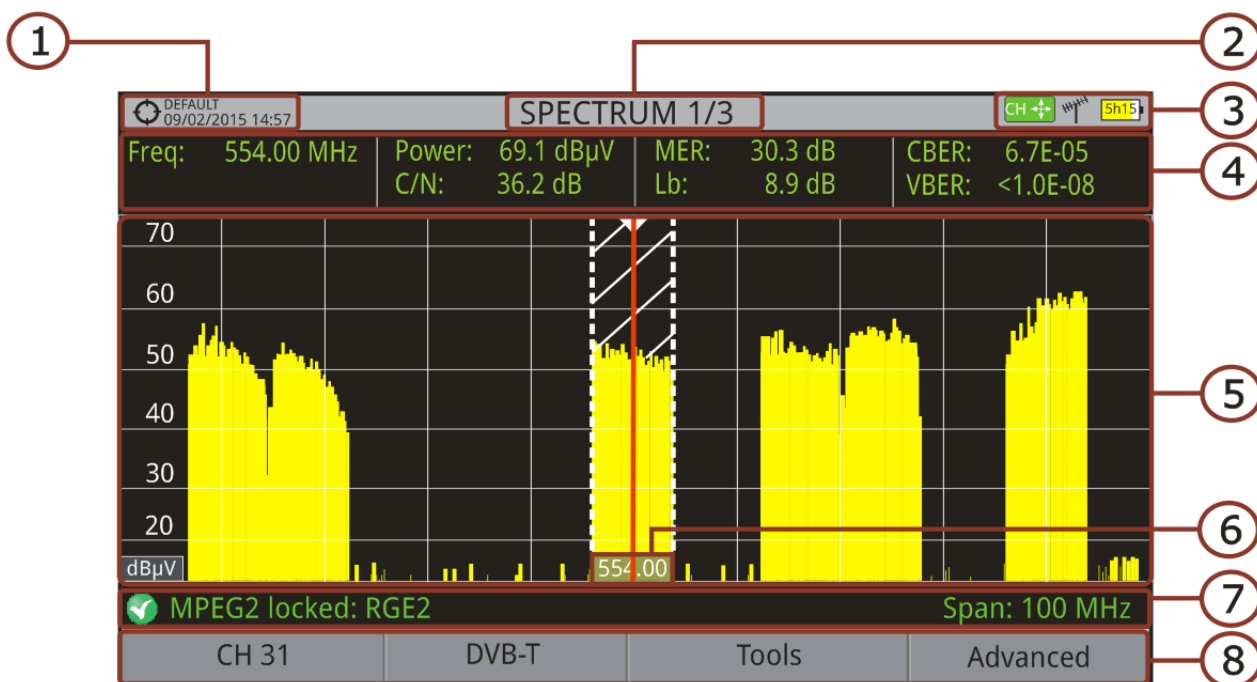 1
2
3
4
5
6
7
8
DEFAULT
09/02/2015 14:57
SPECTRUM 1/3
CH
5h15
Freq: 554.00 MHz Power: 69.1 dBµV MER: 30.3 dB CBER: 6.7E-05
C/N: 36.2 dB Lb: 8.9 dB VBER: <1.0E-08
70
60
50
40
30
20
dBµV
554.00
MPEG2 locked: RGE2 Span: 100 MHz
CH 31 DVB-T Tools Advanced